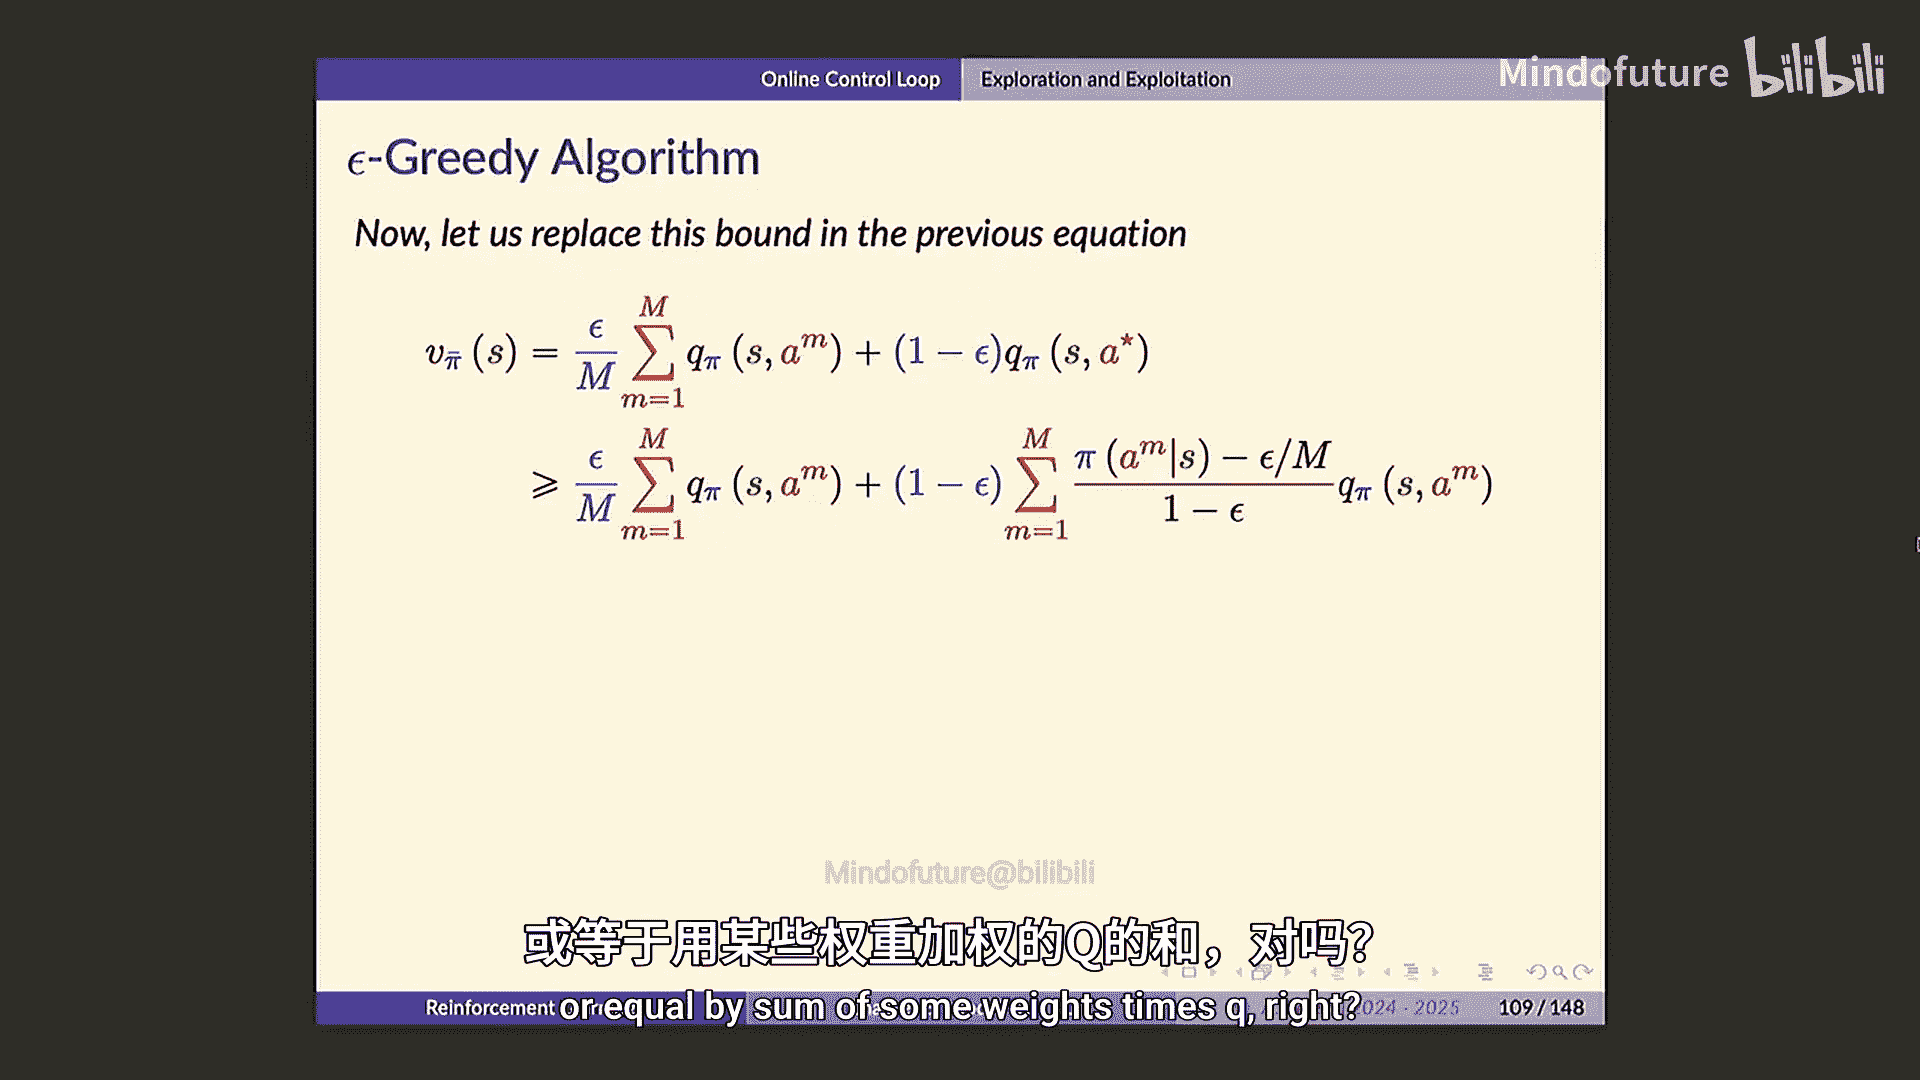 Online Control Loop Exploration and Exploitation
Mindofuture bilibili
ϵ-Greedy Algorithm
Now, let us replace this bound in the previous equation
v_π̄ (s) = ϵ/M ∑_{m=1}^{M} q_π (s, a^m) + (1 − ϵ)q_π (s, a^⋆)
⩾ ϵ/M ∑_{m=1}^{M} q_π (s, a^m) + (1 − ϵ) ∑_{m=1}^{M} (π (a^m|s) − ϵ/M)/(1 − ϵ) q_π (s, a^m)
Mindofuture@bilibili
或等于用某些权重加权的Q的和，对吗？
Reinforcement 2024 - 2025 109 / 148
or equal by sum of some weights times q, right?